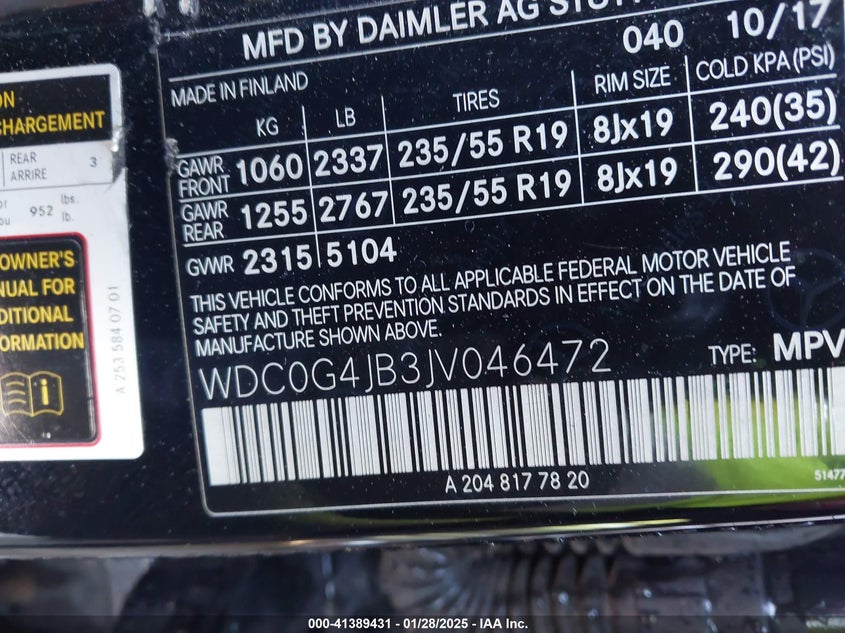 MFD BY DAIMLER AG
040 10/17
MADE IN FINLAND
KG LB TIRES RIM SIZE COLD KPA (PSI)
GAWR FRONT 1060 2337 235/55 R19 8Jx19 240(35)
GAWR REAR 1255 2767 235/55 R19 8Jx19 290(42)
GVWR 2315 5104
THIS VEHICLE CONFORMS TO ALL APPLICABLE FEDERAL MOTOR VEHICLE
SAFETY AND THEFT PREVENTION STANDARDS IN EFFECT ON THE DATE OF
MANUFACTURE SHOWN ABOVE.
WDC0G4JB3JV046472 TYPE: MPV
A 204 817 78 20
51477
CHARGEMENT
REAR
ARRIRE 3
952 lbs.
lb.
OWNER'S
FOR
A 253 584 07 01
000-41389431 - 01/28/2025 - IAA Inc.